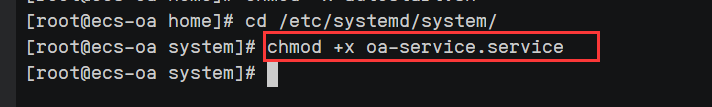 [root@ecs-oa home]# cd /etc/systemd/system/
[root@ecs-oa system]# chmod +x oa-service.service
[root@ecs-oa system]#